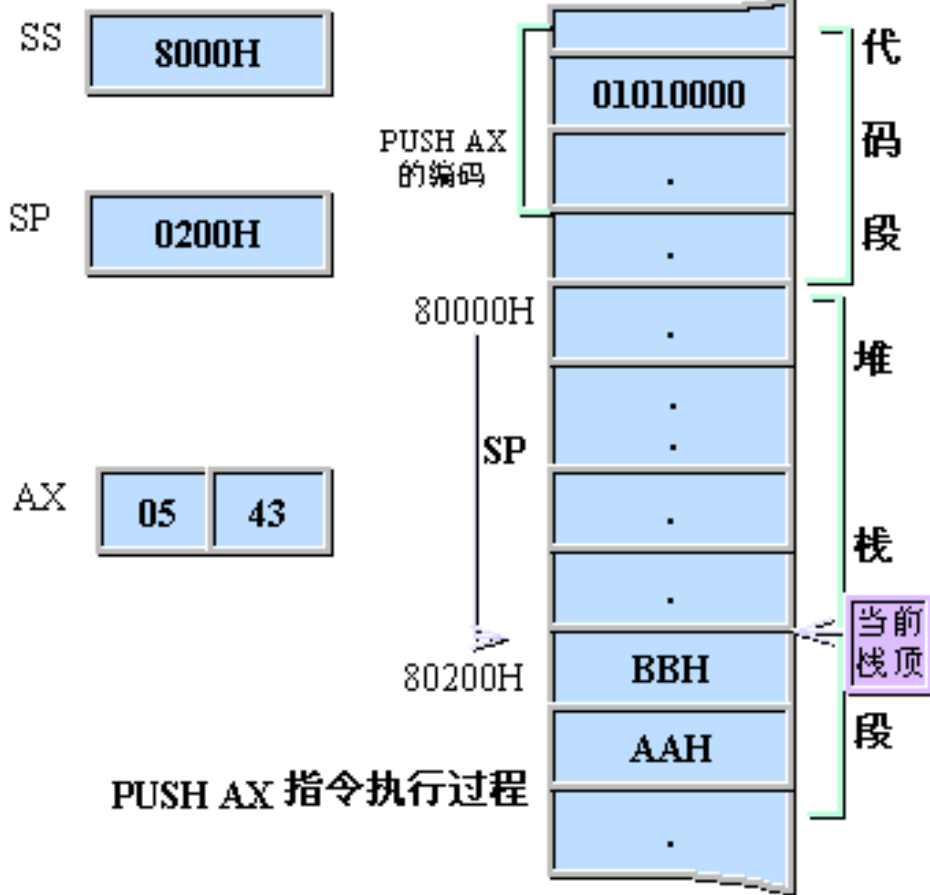 SS
8000H
SP
0200H
AX
05
43
PUSH AX
的编码
01010000
.
.
80000H
.
.
.
SP
.
.
80200H
BBH
AAH
.
代
码
段
堆
栈
段
当前
栈顶
PUSH AX 指令执行过程